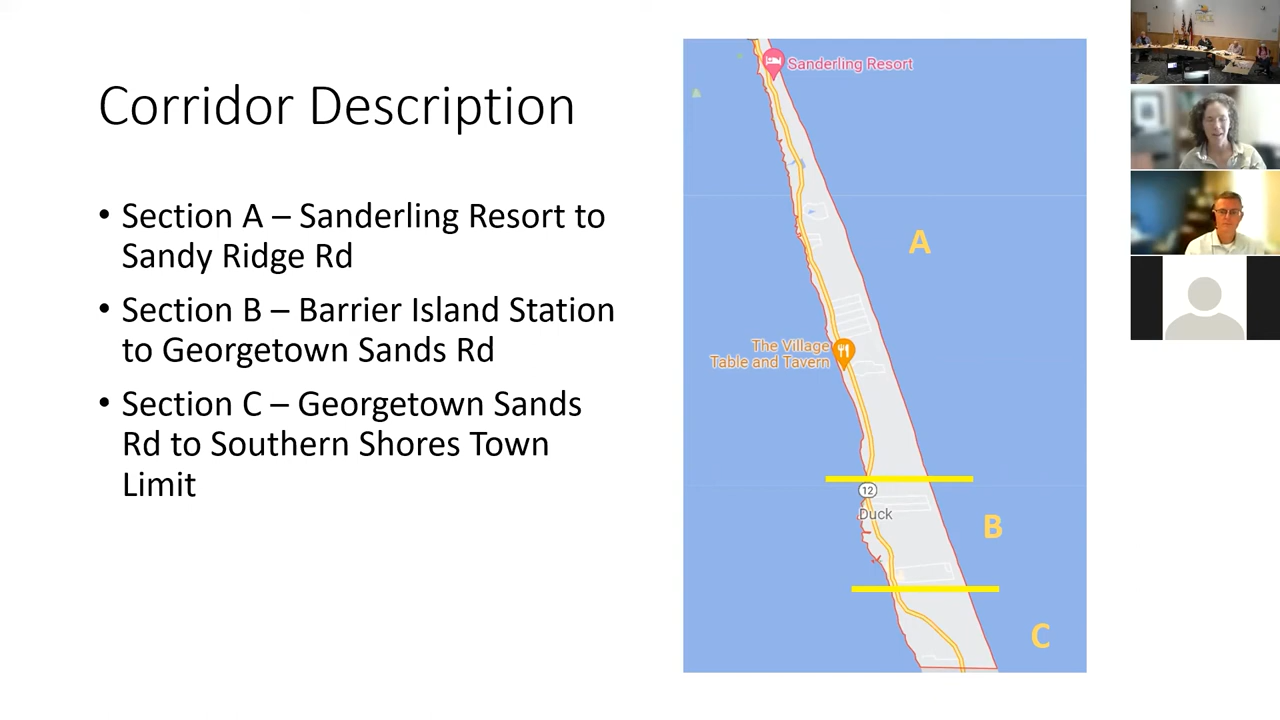 Corridor Description
• Section A – Sanderling Resort to
Sandy Ridge Rd
• Section B – Barrier Island Station
to Georgetown Sands Rd
• Section C – Georgetown Sands
Rd to Southern Shores Town
Limit
Sanderling Resort
A
The Village
Table and Tavern
12
Duck
B
C